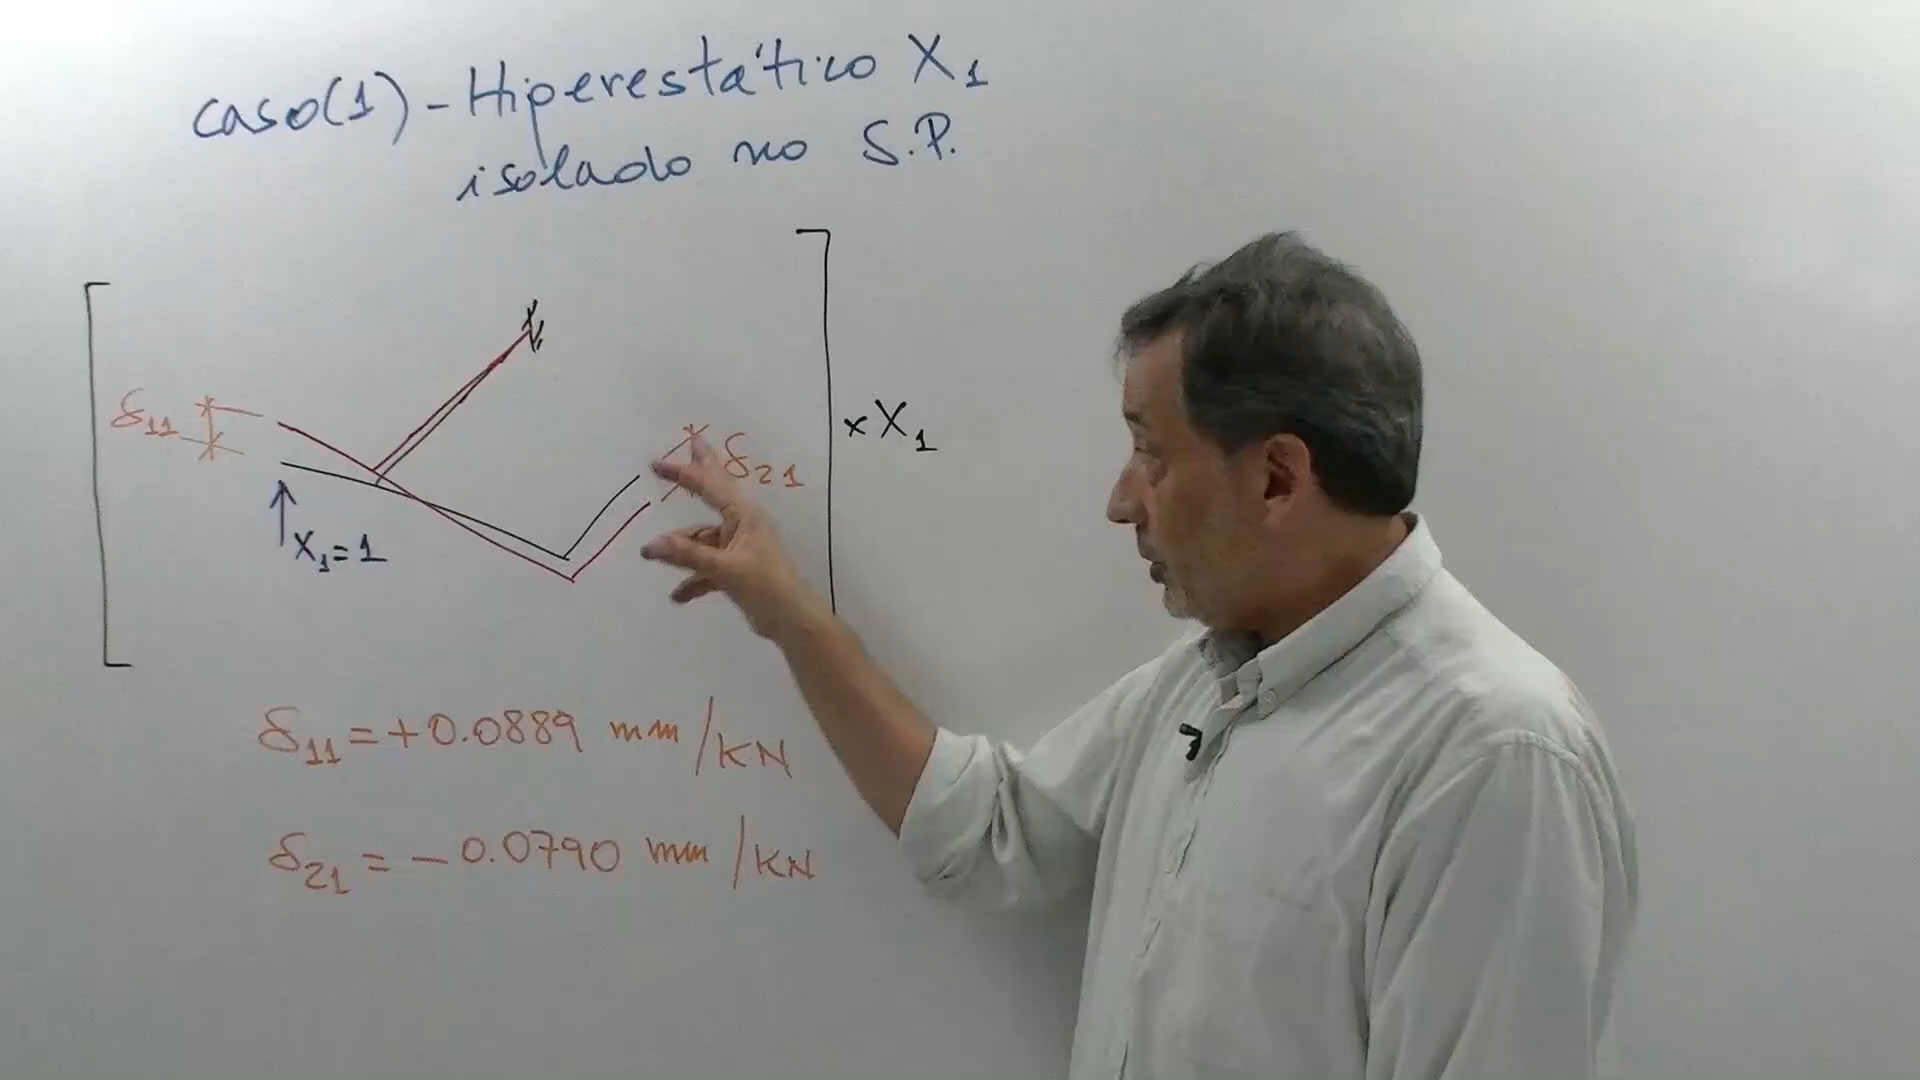 caso(1) - Hiperestático X₁
isolado no S.P.
δ₁₁
δ₂₁
× X₁
X₁=1
δ₁₁ = +0.0889 mm/KN
δ₂₁ = -0.0790 mm/KN